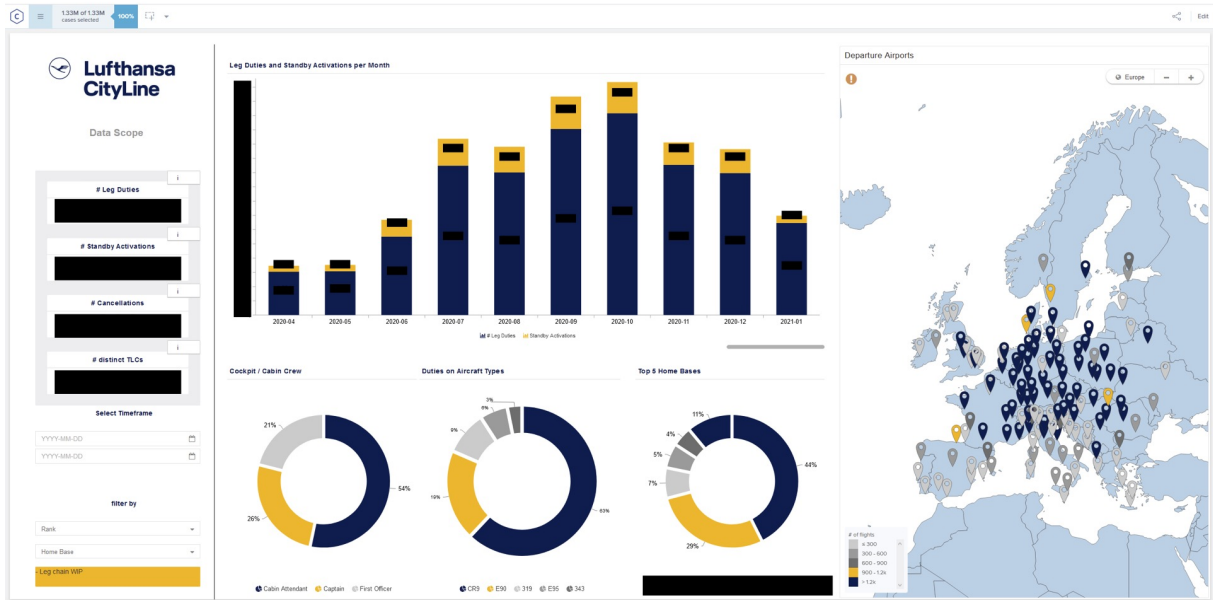 1.33M of 1.33M
cases selected
100%
Edit
Lufthansa
CityLine
Data Scope
i
# Leg Duties
i
# Standby Activations
i
# Cancellations
i
# distinct TLCs
Select Timeframe
YYYY-MM-DD
YYYY-MM-DD
filter by
Rank
Home Base
- Leg chain WIP
Leg Duties and Standby Activations per Month
2020-04 2020-05 2020-06 2020-07 2020-08 2020-09 2020-10 2020-11 2020-12 2021-01
# Leg Duties Standby Activations
Cockpit / Cabin Crew
21%
54%
26%
Cabin Attendant Captain First Officer
Duties on Aircraft Types
3%
6%
9%
19%
63%
CR9 E90 319 E95 343
Top 5 Home Bases
11%
4%
5%
7%
44%
29%
Departure Airports
Europe
# of flights
≤ 300
300 - 600
600 - 900
900 - 1.2k
> 1.2k